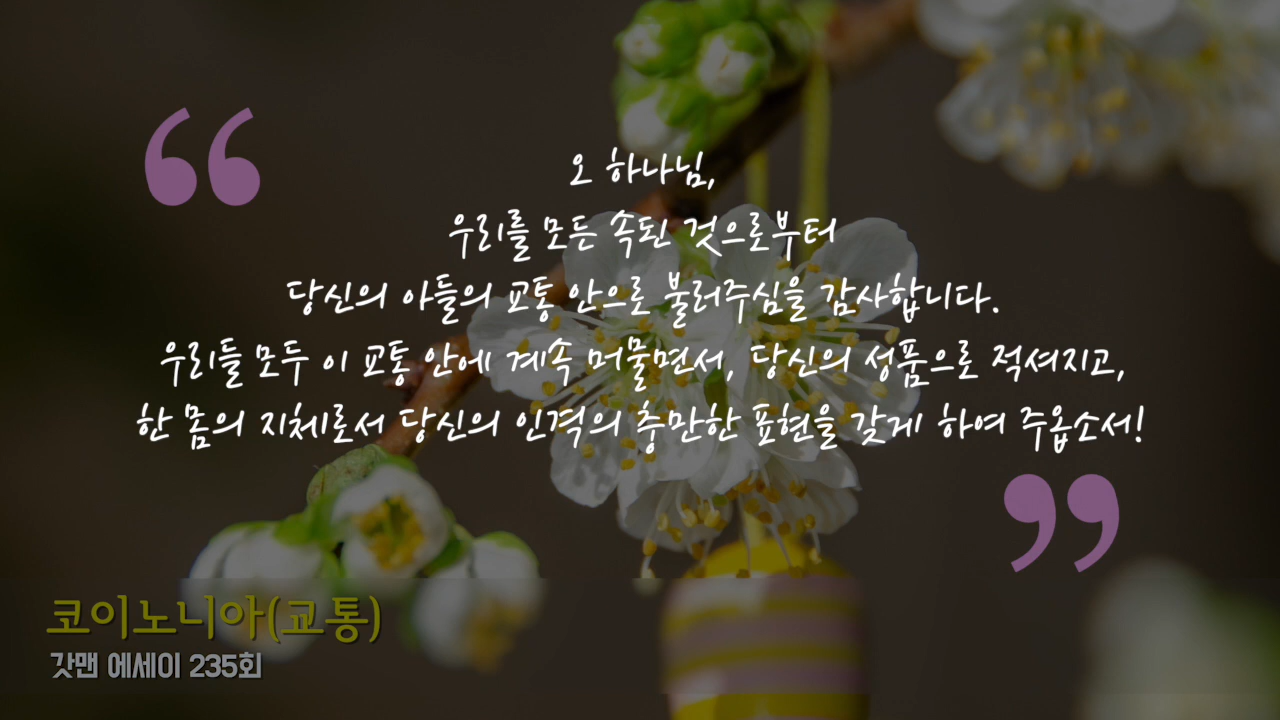 오 하나님,
우리를 모든 속된 것으로부터
당신의 아들의 교통 안으로 불러주심을 감사합니다.
우리들 모두 이 교통 안에 계속 머물면서, 당신의 성품으로 적셔지고,
한 몸의 지체로서 당신의 인격의 충만한 표현을 갖게 하여 주옵소서!
코이노니아(교통)
갓맨 에세이 235회